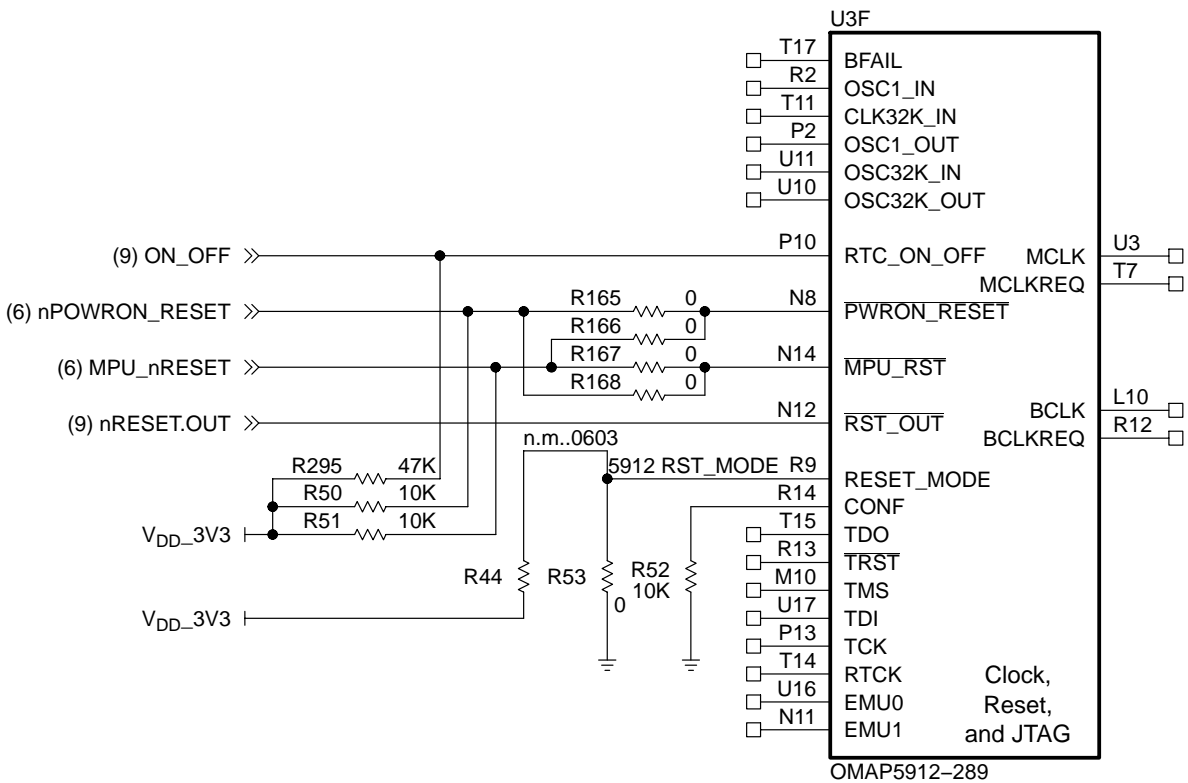 U3F
T17 BFAIL
R2 OSC1_IN
T11 CLK32K_IN
P2 OSC1_OUT
U11 OSC32K_IN
U10 OSC32K_OUT
(9) ON_OFF P10 RTC_ON_OFF MCLK U3
MCLKREQ T7
(6) nPOWRON_RESET R165 0 N8 PWRON_RESET
R166 0
(6) MPU_nRESET R167 0 N14 MPU_RST
R168 0
(9) nRESET.OUT N12 RST_OUT BCLK L10
BCLKREQ R12
n.m..0603
R295 47K 5912 RST_MODE R9 RESET_MODE
R50 10K R14 CONF
VDD_3V3 R51 10K T15 TDO
R13 TRST
R44 R53 0 R52 10K M10 TMS
VDD_3V3 U17 TDI
P13 TCK
T14 RTCK
U16 EMU0
N11 EMU1
Clock,
Reset,
and JTAG
OMAP5912–289